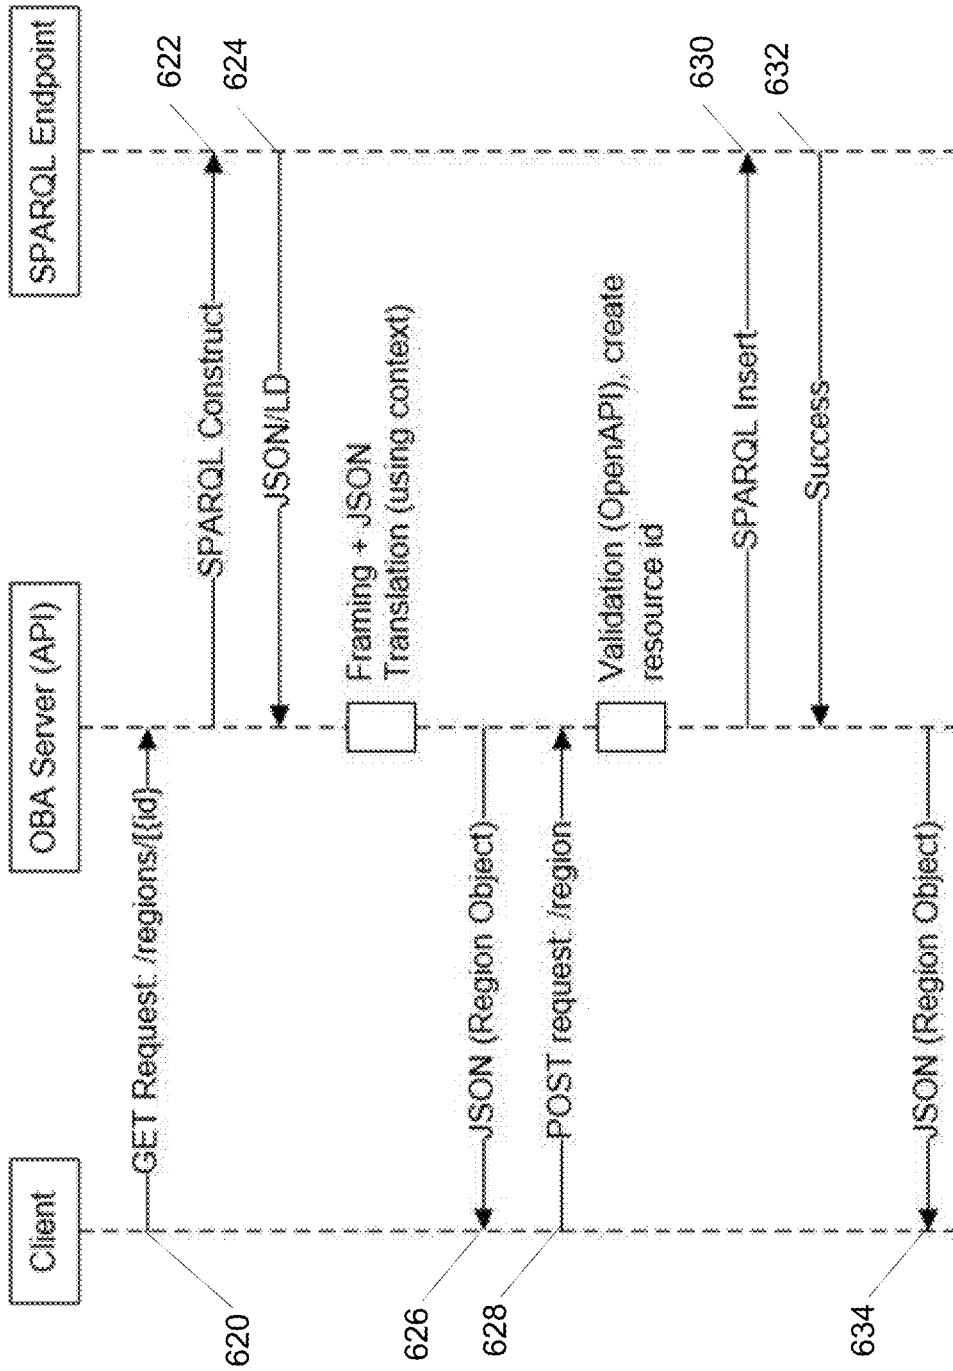 Client
OBA Server (API)
SPARQL Endpoint
GET Request: /regions/{{id}
620
SPARQL Construct
622
JSON/LD
624
Framing + JSON
Translation (using context)
JSON (Region Object)
626
POST request: /region
628
Validation (OpenAPI), create
resource id
SPARQL Insert
630
Success
632
JSON (Region Object)
634